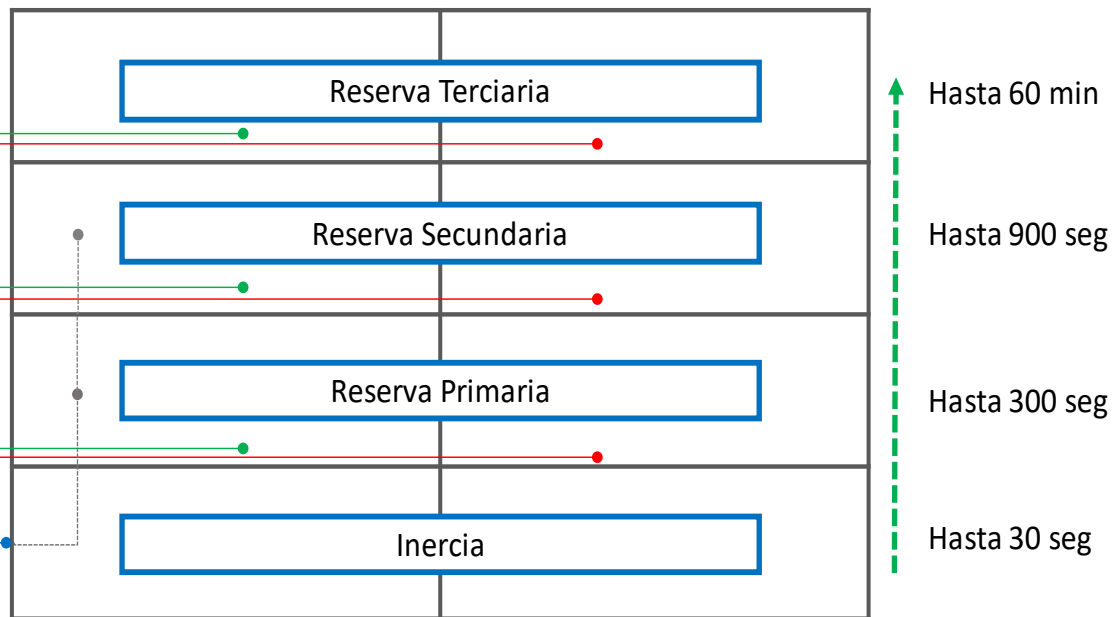 Reserva Terciaria
Hasta 60 min
Reserva Secundaria
Hasta 900 seg
Reserva Primaria
Hasta 300 seg
Inercia
Hasta 30 seg